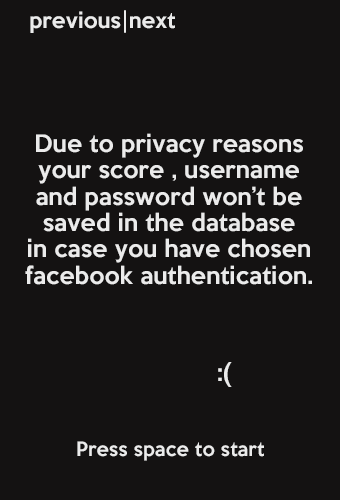 previous|next
Due to privacy reasons
your score , username
and password won't be
saved in the database
in case you have chosen
facebook authentication.
:(
Press space to start